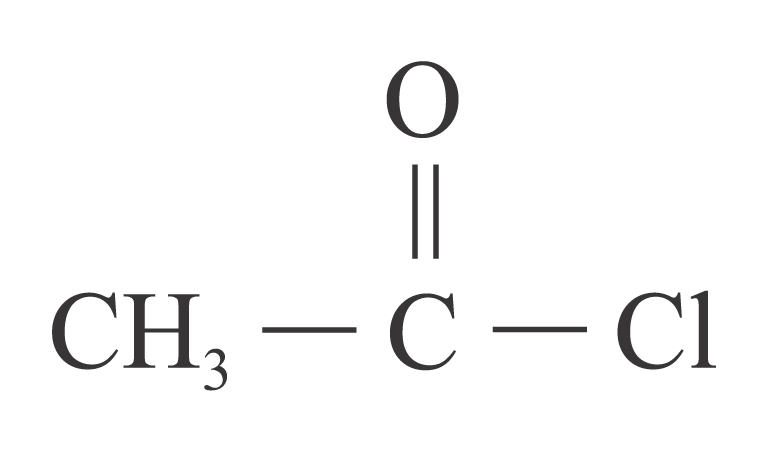 O
CH₃ — C — Cl